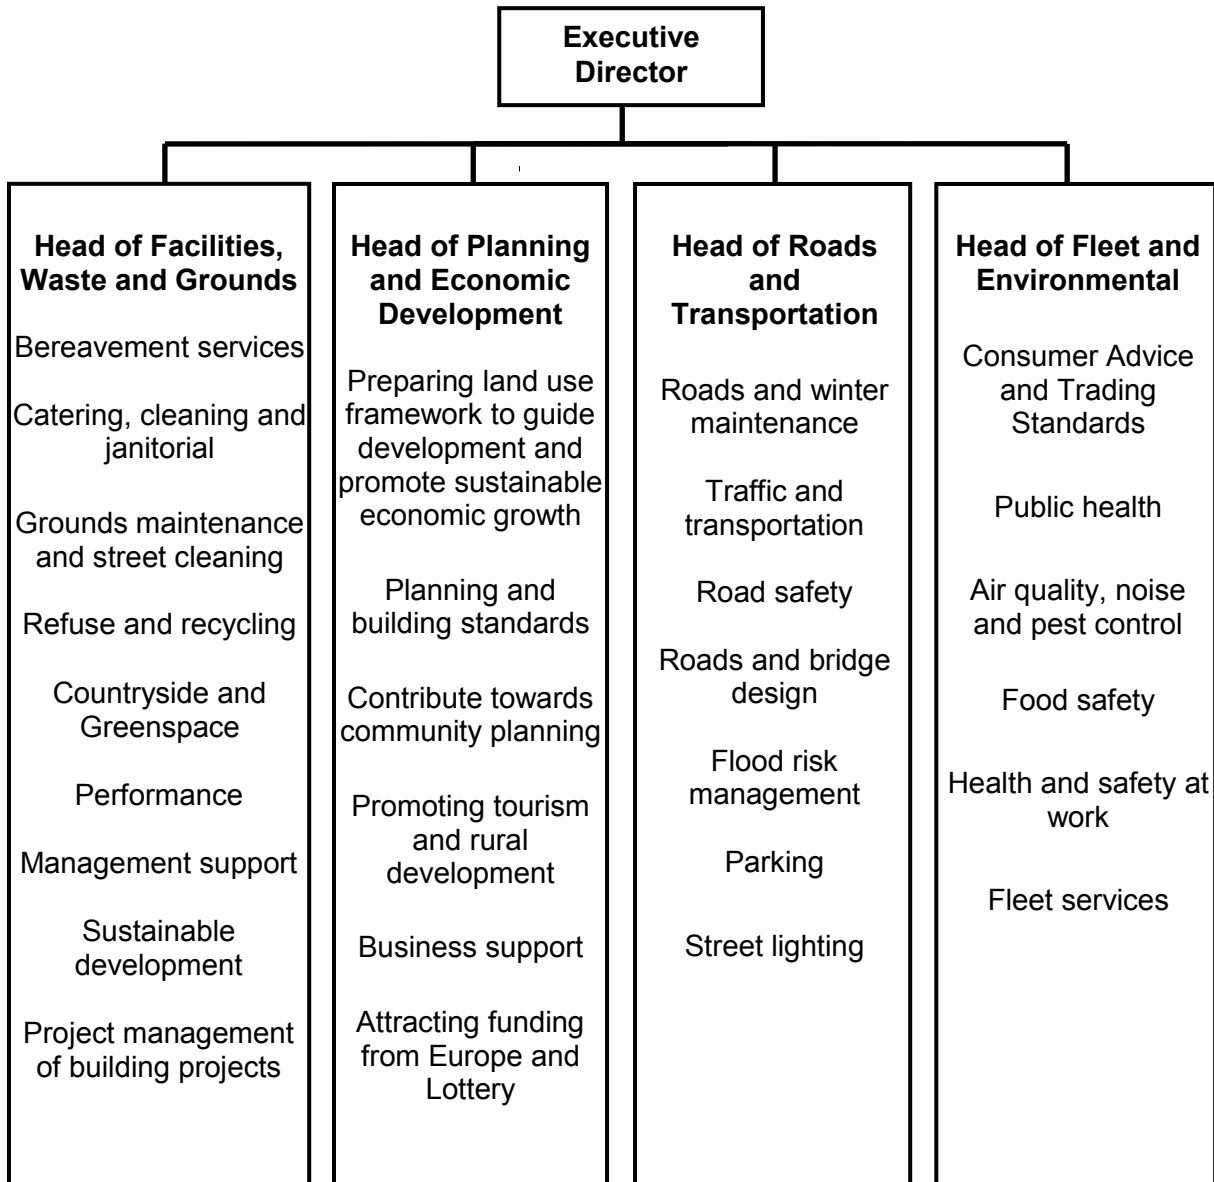 Executive
Director
Head of Facilities,
Waste and Grounds
Bereavement services
Catering, cleaning and
janitorial
Grounds maintenance
and street cleaning
Refuse and recycling
Countryside and
Greenspace
Performance
Management support
Sustainable
development
Project management
of building projects
Head of Planning
and Economic
Development
Preparing land use
framework to guide
development and
promote sustainable
economic growth
Planning and
building standards
Contribute towards
community planning
Promoting tourism
and rural
development
Business support
Attracting funding
from Europe and
Lottery
Head of Roads
and
Transportation
Roads and winter
maintenance
Traffic and
transportation
Road safety
Roads and bridge
design
Flood risk
management
Parking
Street lighting
Head of Fleet and
Environmental
Consumer Advice
and Trading
Standards
Public health
Air quality, noise
and pest control
Food safety
Health and safety at
work
Fleet services